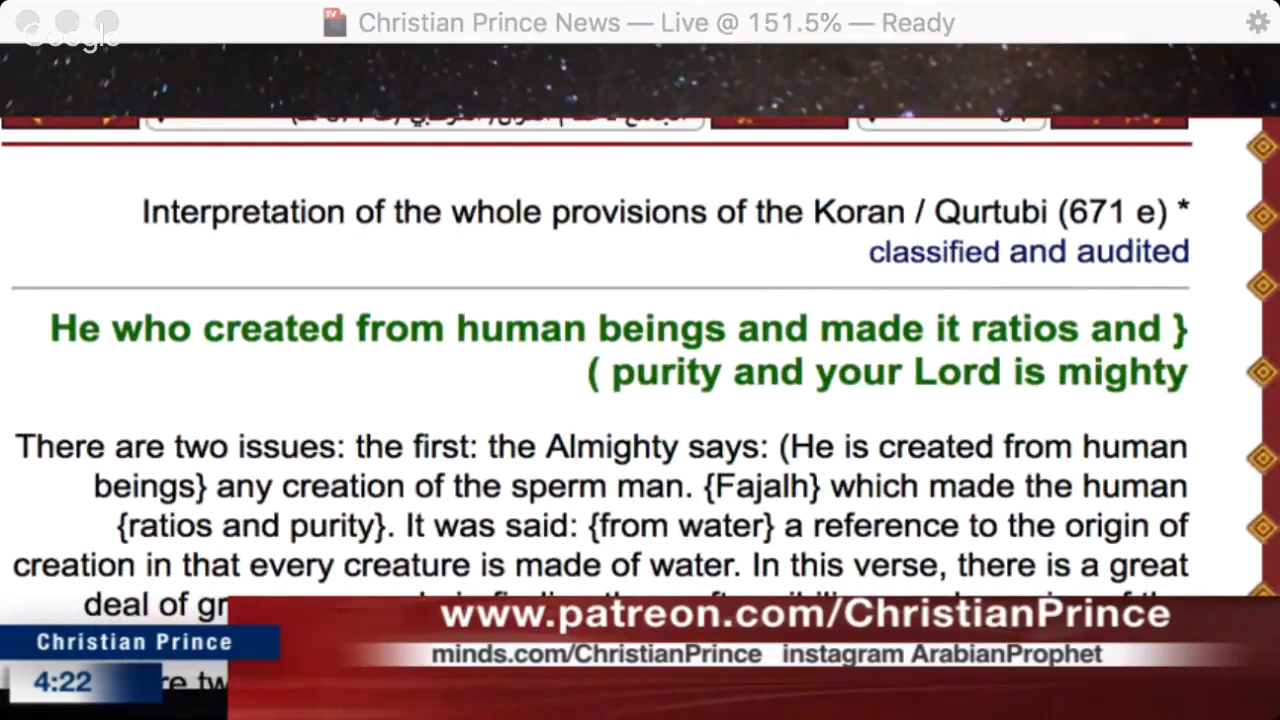 Christian Prince News — Live @ 151.5% — Ready
Google
Interpretation of the whole provisions of the Koran / Qurtubi (671 e) *
classified and audited
He who created from human beings and made it ratios and }
( purity and your Lord is mighty
There are two issues: the first: the Almighty says: (He is created from human
beings} any creation of the sperm man. {Fajalh} which made the human
{ratios and purity}. It was said: {from water} a reference to the origin of
creation in that every creature is made of water. In this verse, there is a great
deal of
www.patreon.com/ChristianPrince
Christian Prince
minds.com/ChristianPrince instagram ArabianProphet
4:22